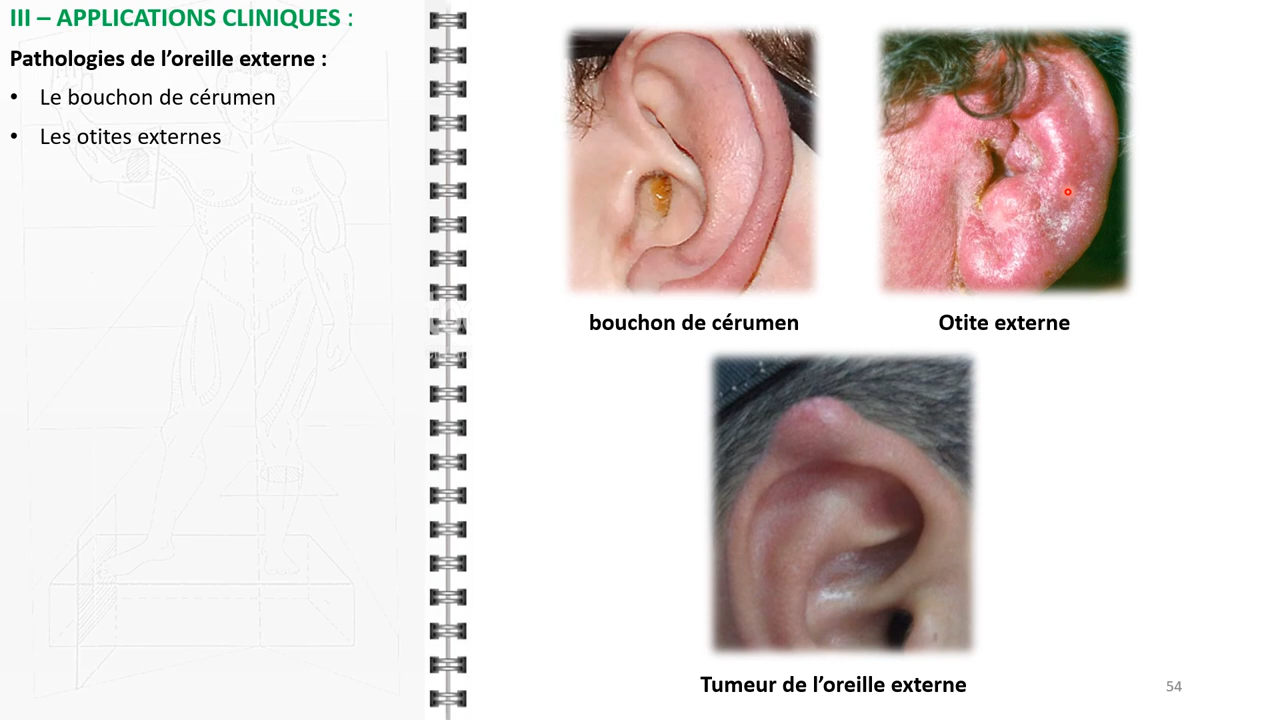 III – APPLICATIONS CLINIQUES :
Pathologies de l’oreille externe :
• Le bouchon de cérumen
• Les otites externes
bouchon de cérumen
Otite externe
Tumeur de l’oreille externe
54